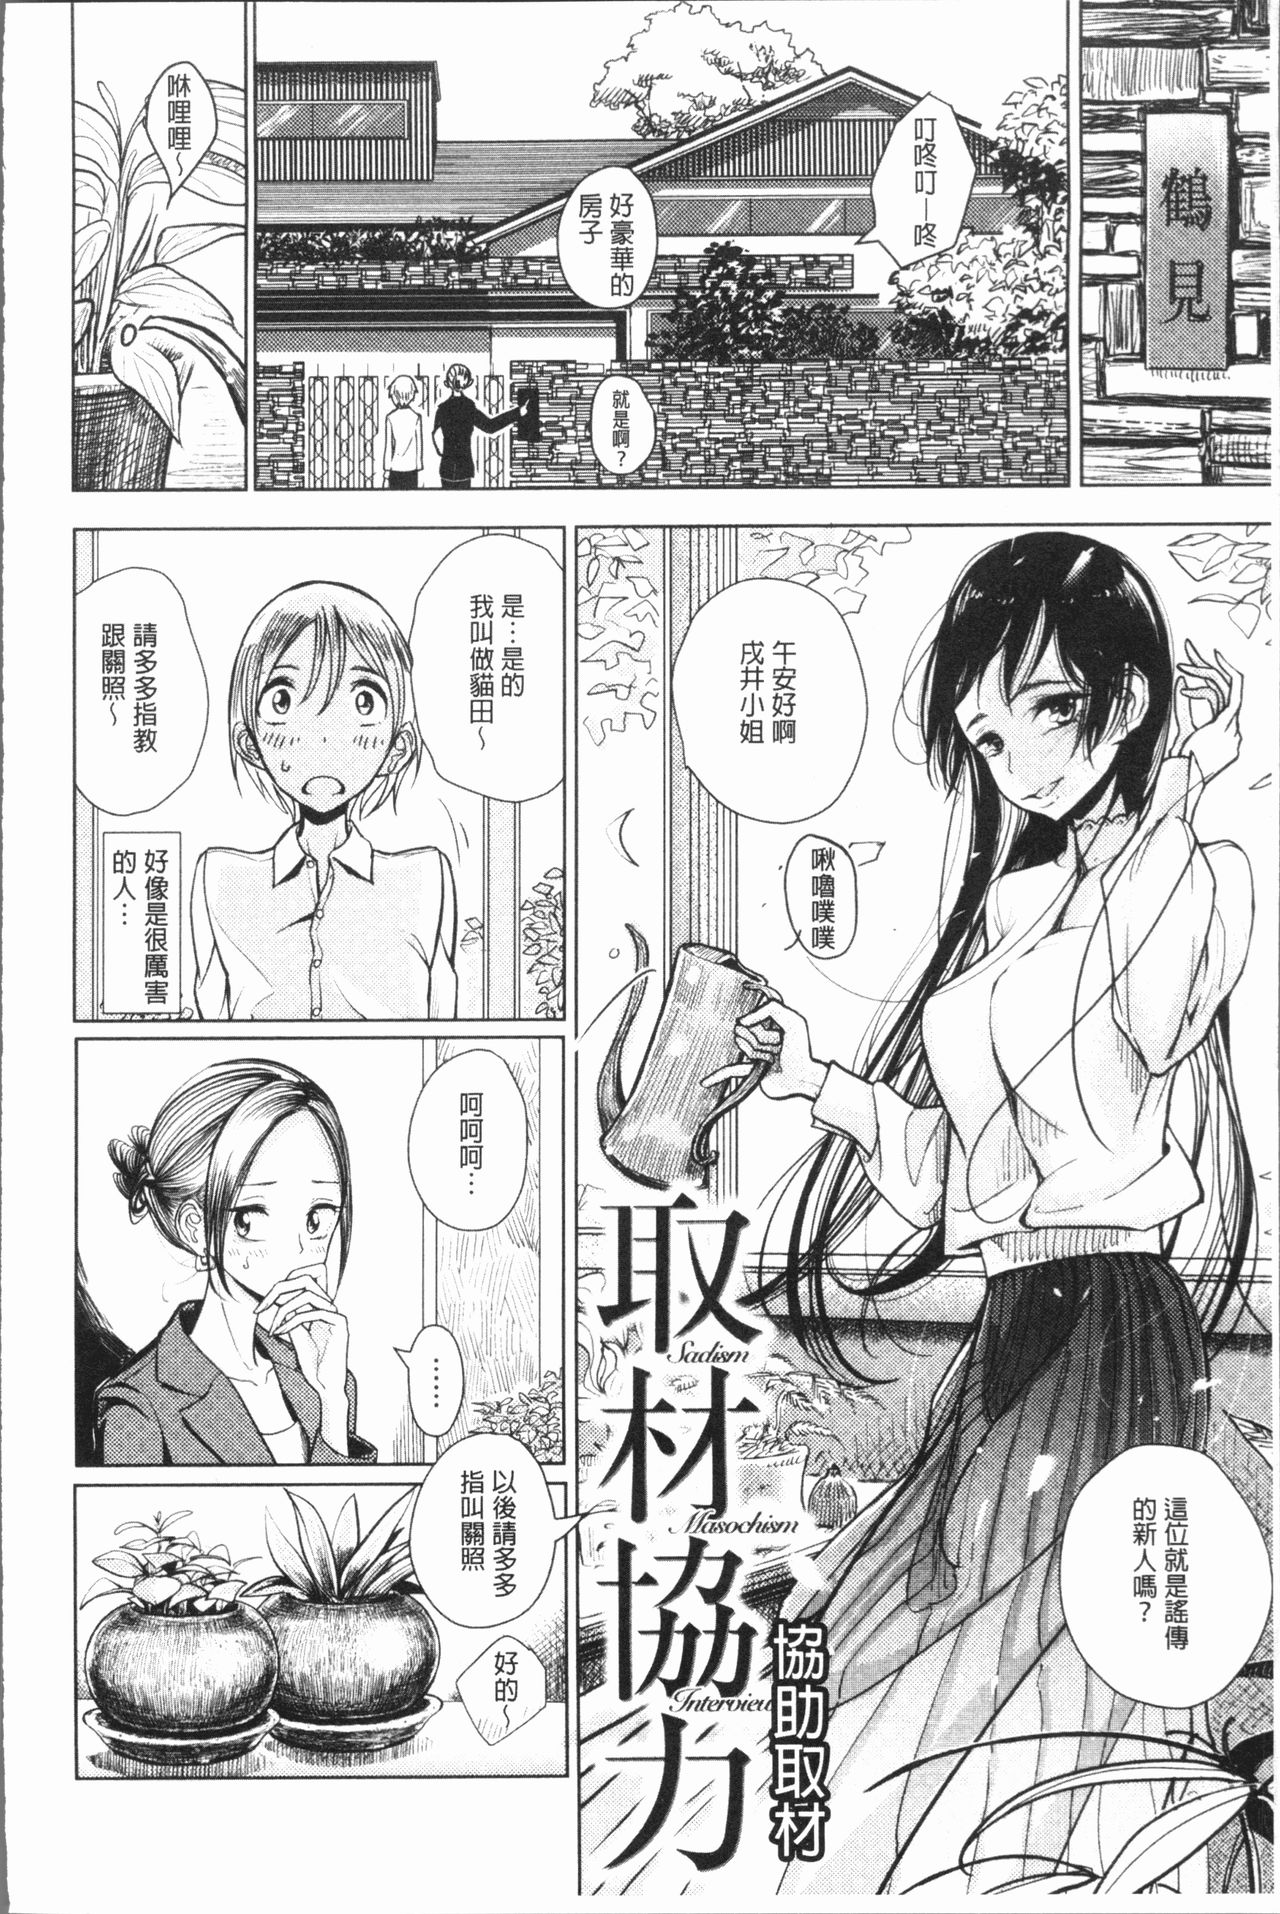 鶴見
叮咚叮ー咚
好豪華的
房子
就是啊？
咻哩哩～
午安好啊
戌井小姐
啾嚕噗噗
這位就是謠傳
的新人嗎？
取材協力
Sadism
Masochism
Interview
協助取材
是…是的
我叫做貓田～
請多多指教
跟關照～
好像是很厲害
的人…
呵呵呵…
……
以後請多多
指叫關照
好的～